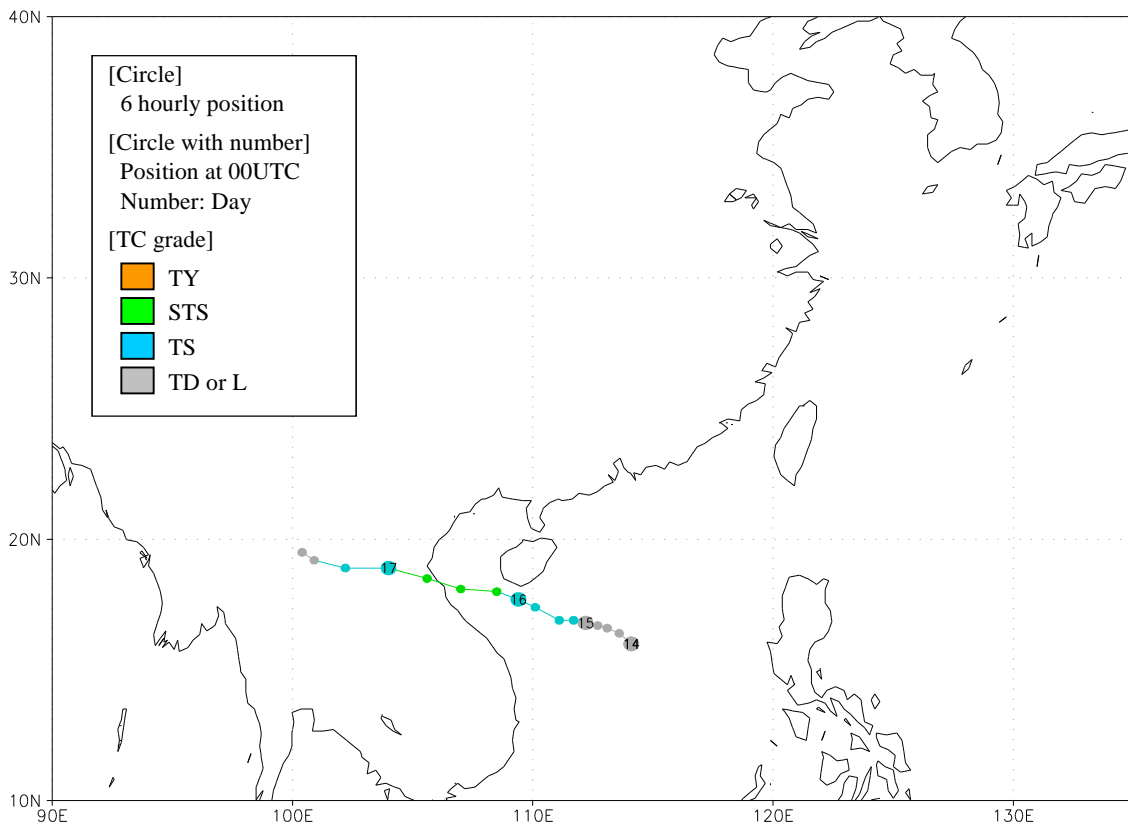 40N
[Circle]
6 hourly position
[Circle with number]
Position at 00UTC
Number: Day
[TC grade]
TY
STS
TS
TD or L
30N
20N
17
16
15
14
10N
90E 100E 110E 120E 130E